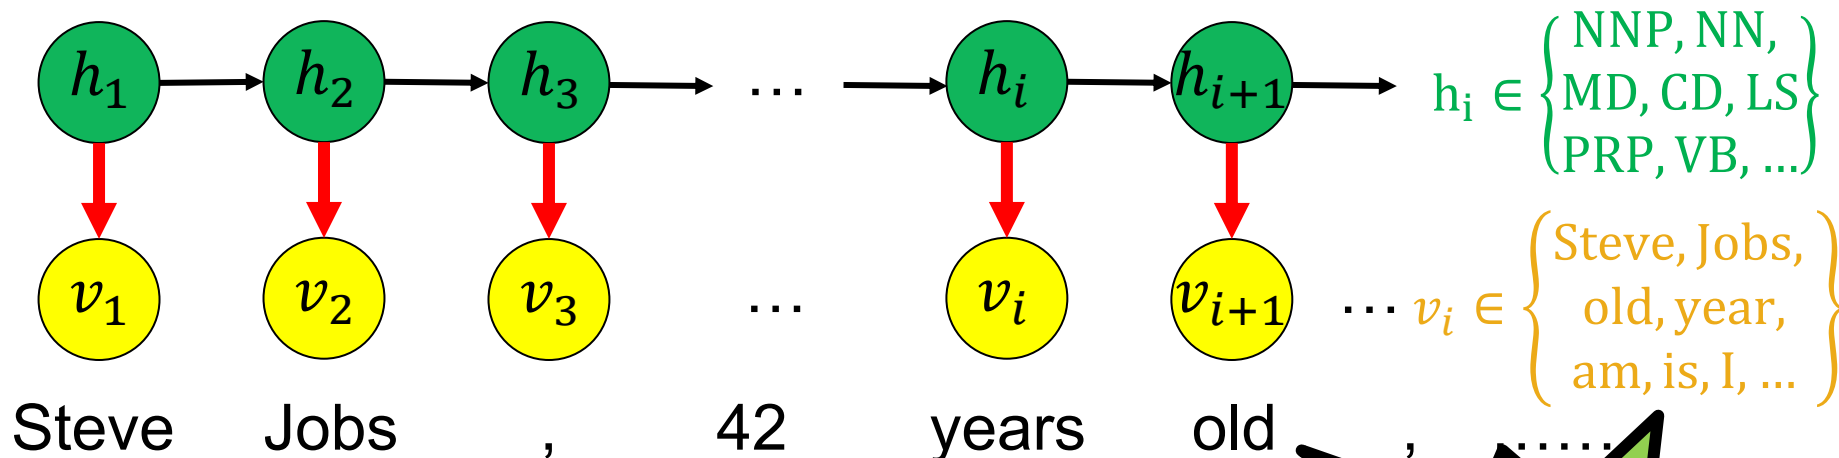 h₁ h₂ h₃ … hᵢ hᵢ₊₁ hᵢ ∈ {NNP, NN,
MD, CD, LS
PRP, VB, …}
v₁ v₂ v₃ … vᵢ vᵢ₊₁ … vᵢ ∈ {Steve, Jobs,
old, year,
am, is, I, …}
Steve Jobs , 42 years old , ......